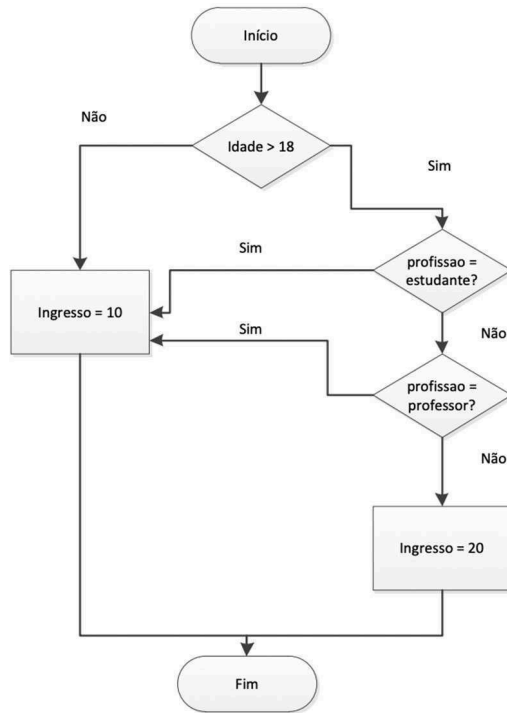 Início
Não
Idade > 18
Sim
Sim
profissao =
estudante?
Ingresso = 10
Sim
Não
profissao =
professor?
Não
Ingresso = 20
Fim